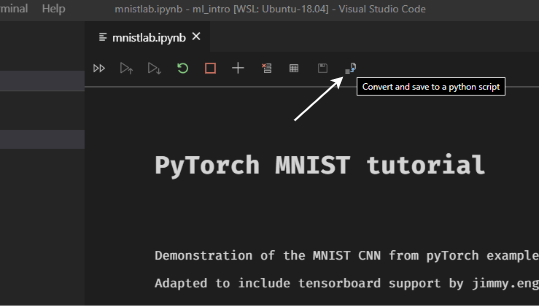 rminal Help
mnistlab.ipynb - ml_intro [WSL: Ubuntu-18.04] - Visual Studio Code
mnistlab.ipynb
Convert and save to a python script
PyTorch MNIST tutorial
Demonstration of the MNIST CNN from pyTorch example
Adapted to include tensorboard support by jimmy.eng